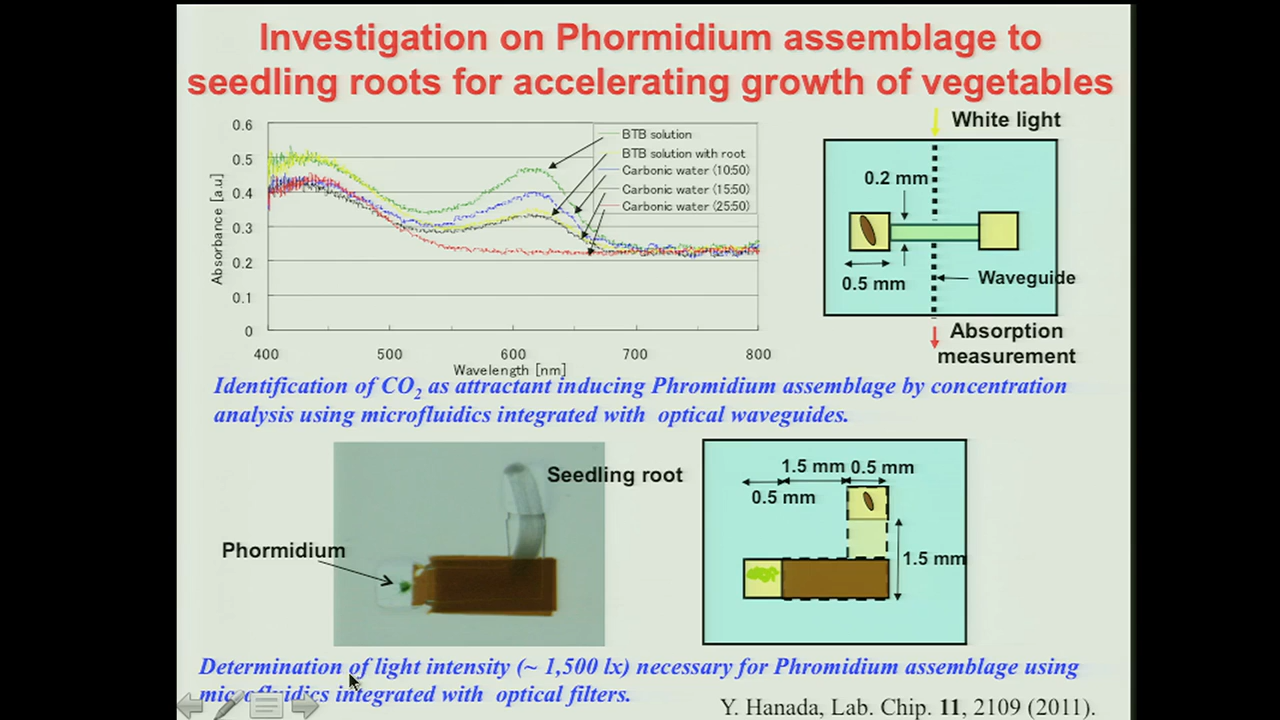 Investigation on Phormidium assemblage to
seedling roots for accelerating growth of vegetables
0.6
0.5
0.4
0.3
0.2
0.1
0
Absorbance [a.u]
400
500
600
700
800
Wavelength [nm]
BTB solution
BTB solution with root
Carbonic water (10:50)
Carbonic water (15:50)
Carbonic water (25:50)
White light
0.2 mm
0.5 mm
Waveguide
Absorption
measurement
Identification of CO2 as attractant inducing Phromidium assemblage by concentration
analysis using microfluidics integrated with optical waveguides.
Seedling root
Phormidium
1.5 mm 0.5 mm
0.5 mm
1.5 mm
Determination of light intensity (~ 1,500 lx) necessary for Phromidium assemblage using
microfluidics integrated with optical filters.
Y. Hanada, Lab. Chip. 11, 2109 (2011).